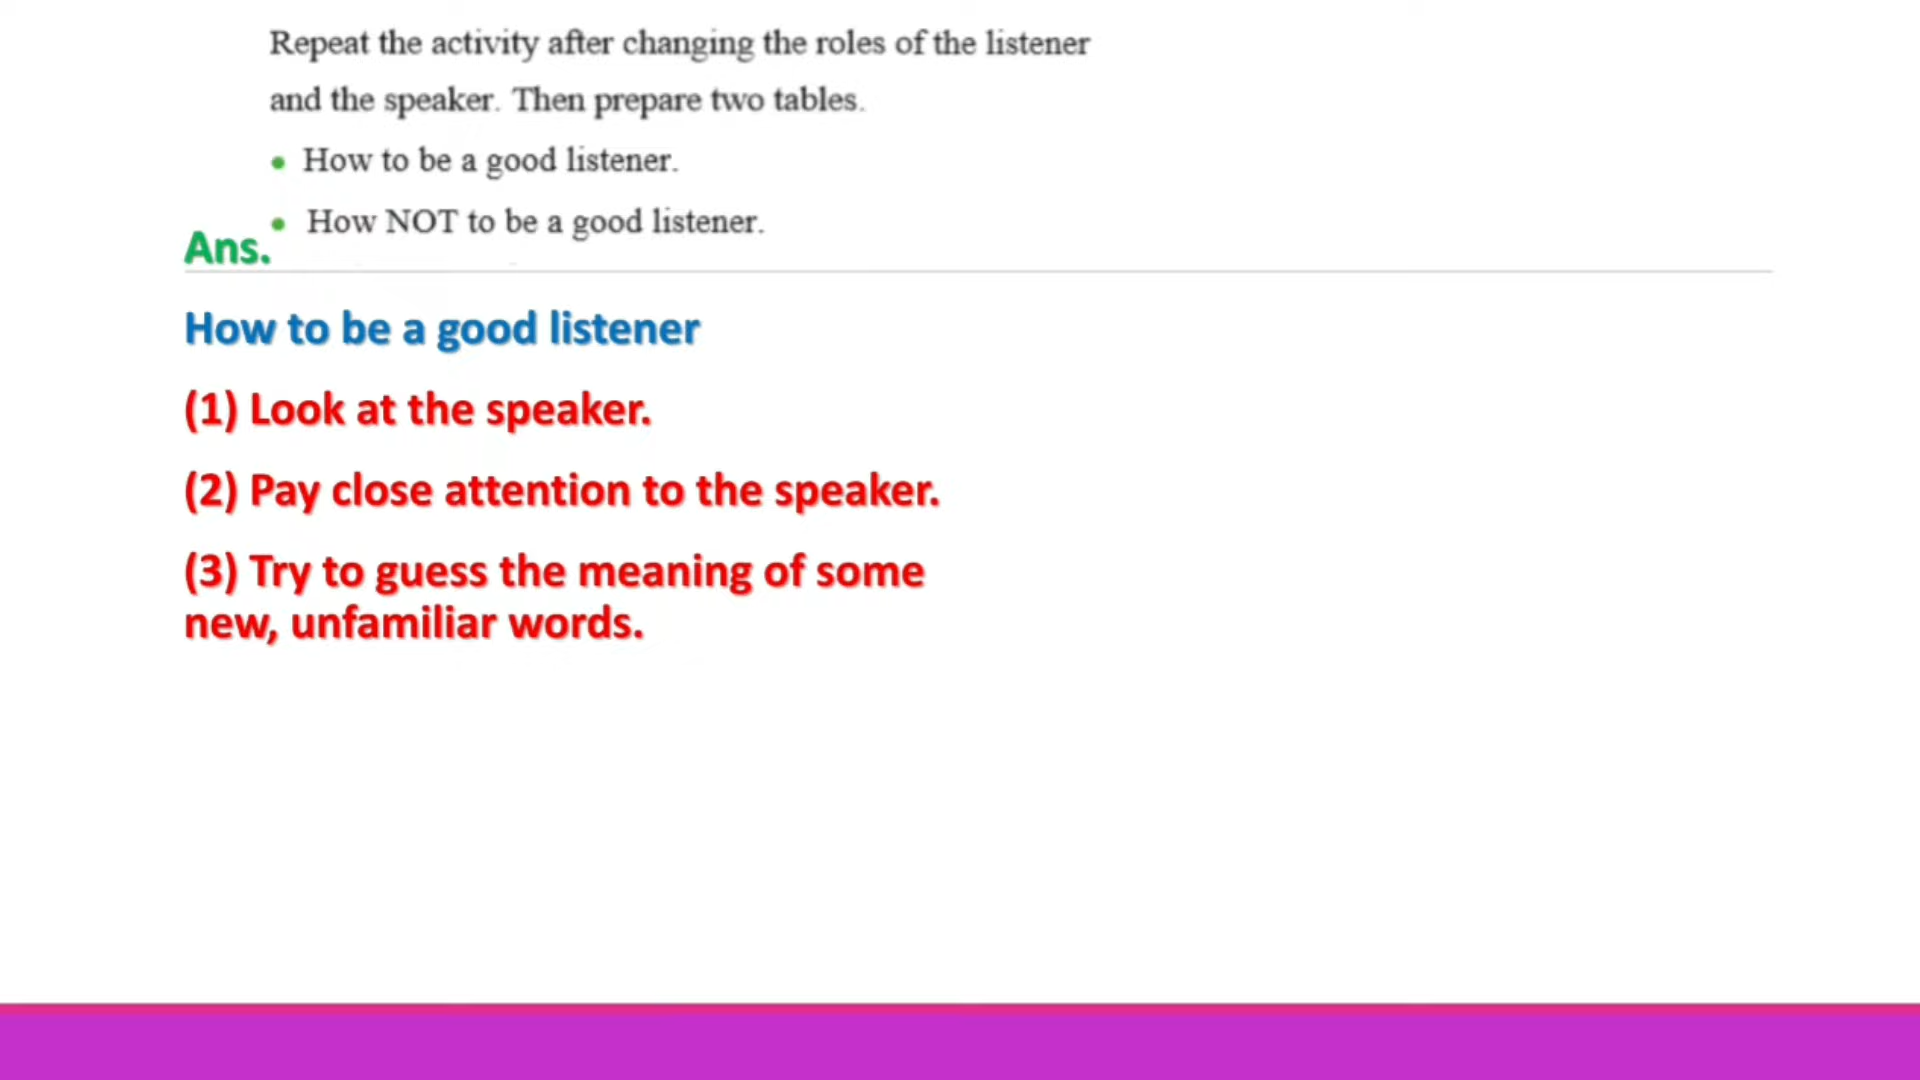 Repeat the activity after changing the roles of the listener
and the speaker. Then prepare two tables.
• How to be a good listener.
• How NOT to be a good listener.
Ans.
How to be a good listener
(1) Look at the speaker.
(2) Pay close attention to the speaker.
(3) Try to guess the meaning of some
new, unfamiliar words.